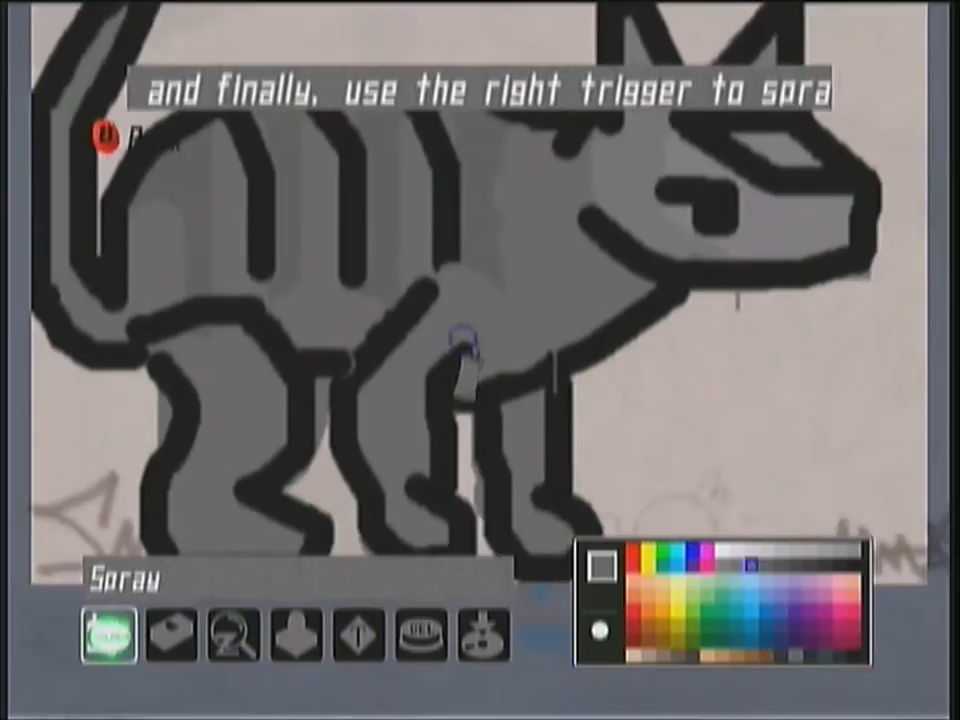 and finally, use the right trigger to spra
Spray